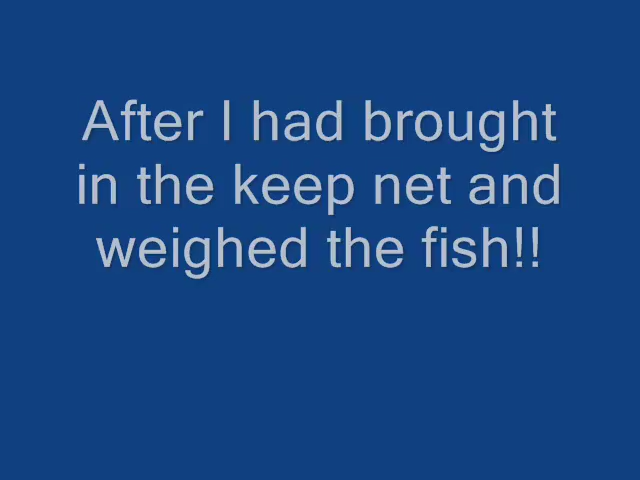 After I had brought
in the keep net and
weighed the fish!!